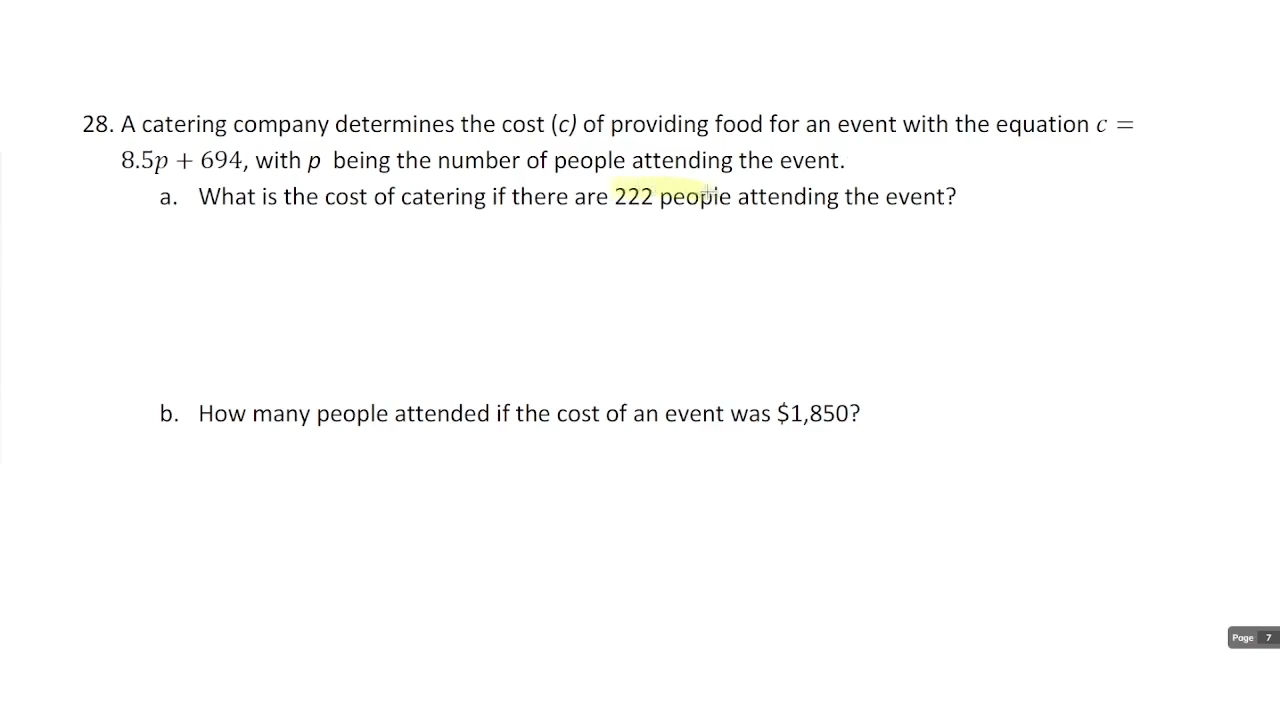 28. A catering company determines the cost (c) of providing food for an event with the equation c =
8.5p + 694, with p being the number of people attending the event.
a. What is the cost of catering if there are 222 people attending the event?
b. How many people attended if the cost of an event was $1,850?
Page 7